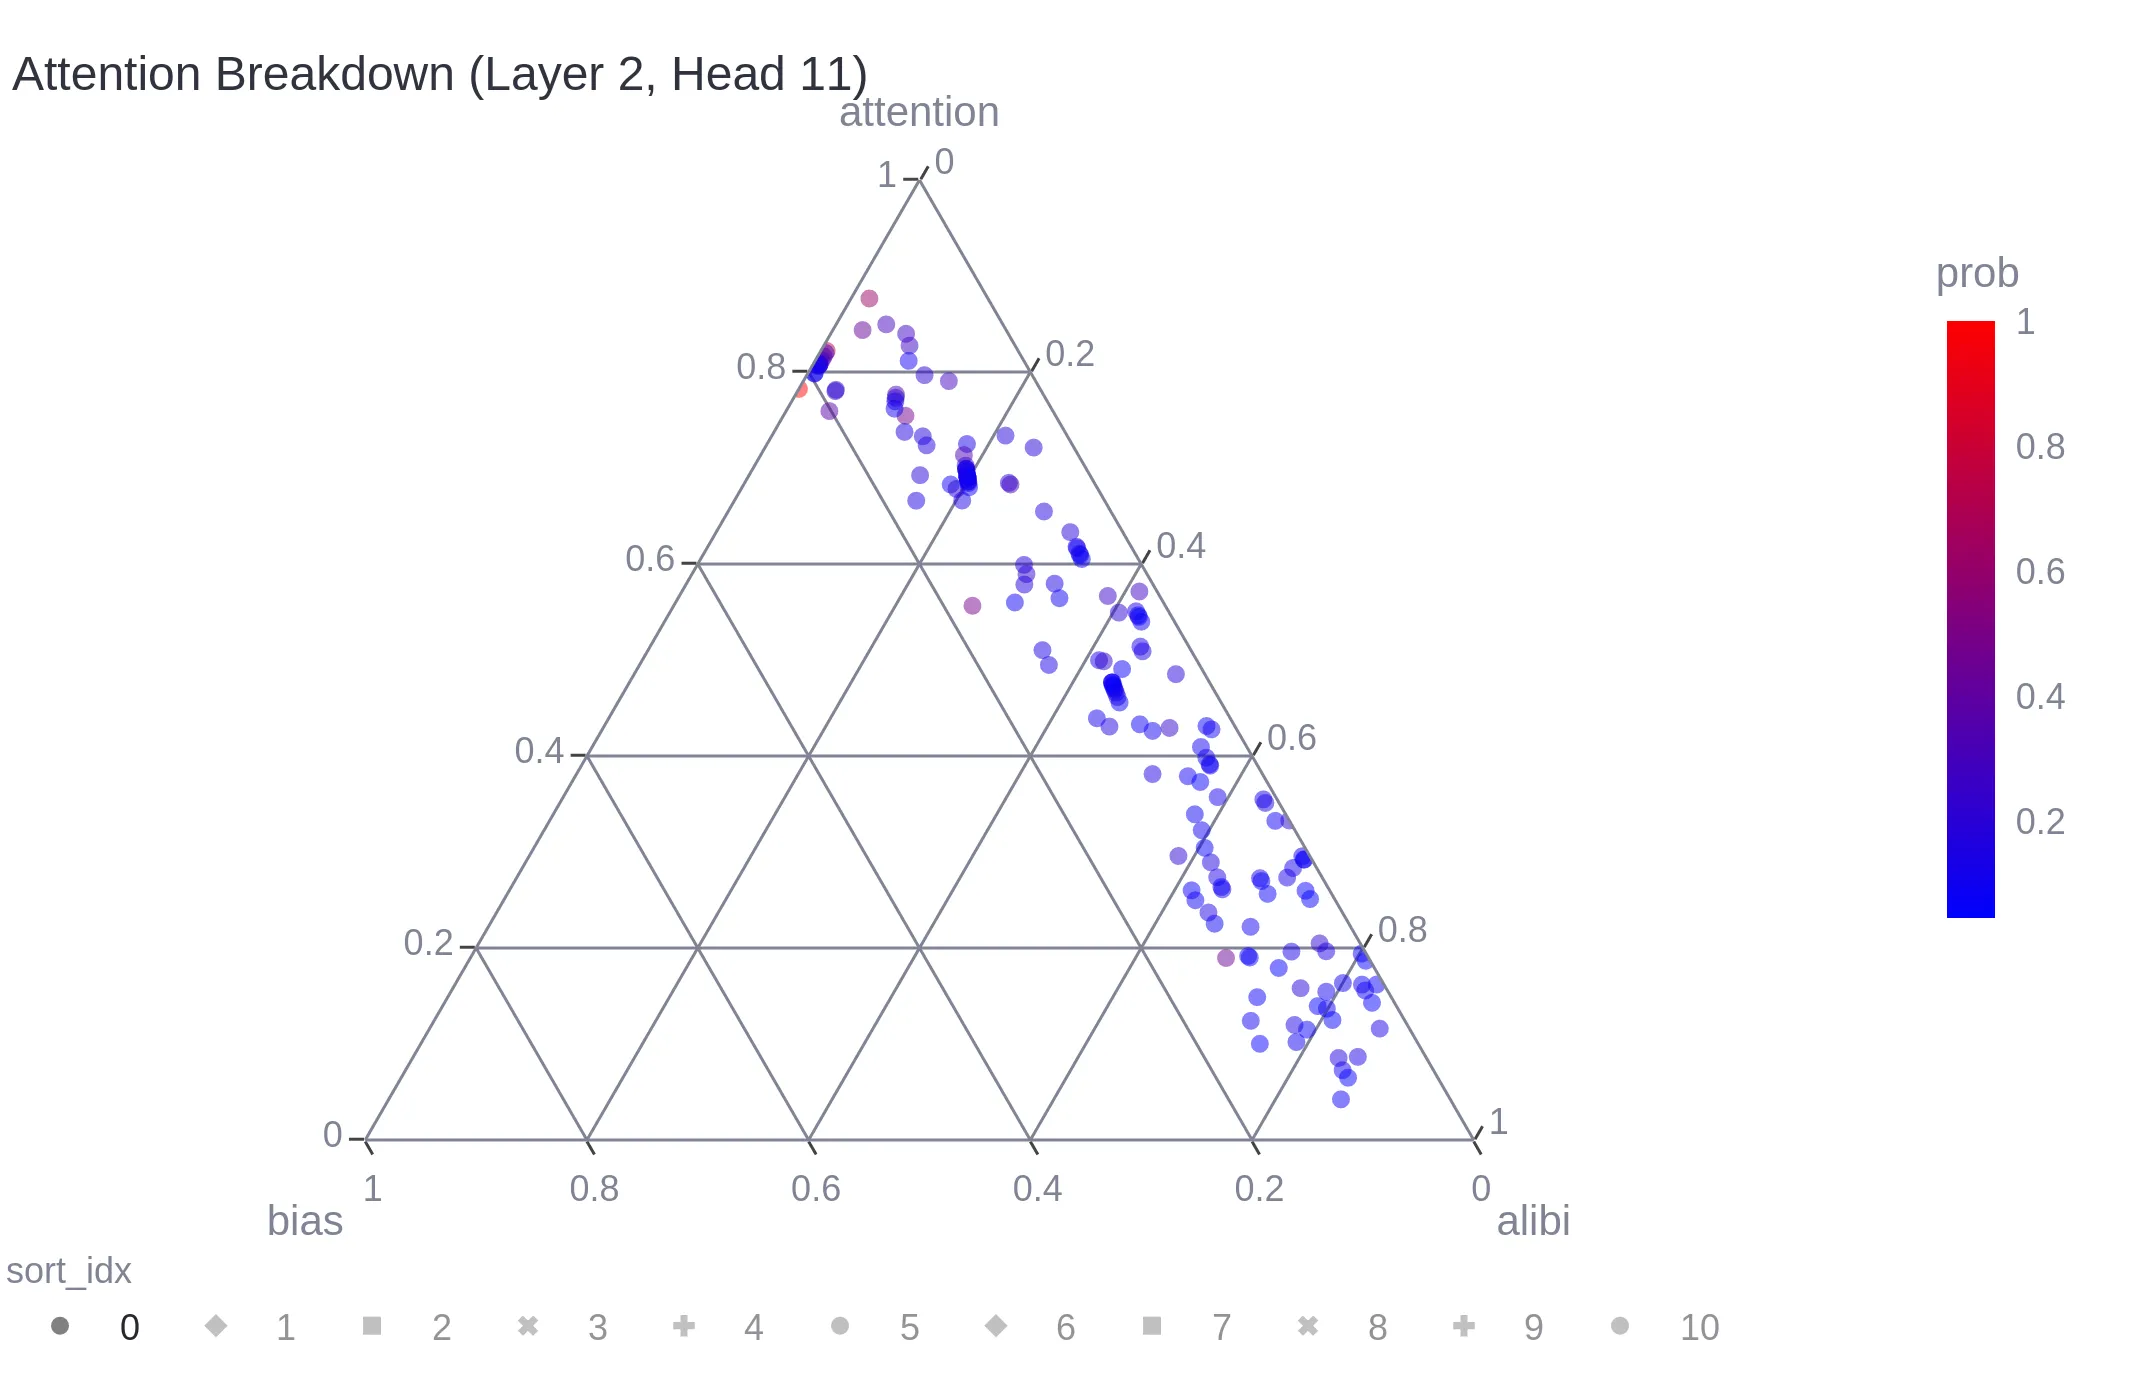 Attention Breakdown (Layer 2, Head 11)
attention
1 0
0.8 0.2
0.6 0.4
0.4 0.6
0.2 0.8
0 1
1 0.8 0.6 0.4 0.2 0
bias alibi
prob
1
0.8
0.6
0.4
0.2
sort_idx
0 1 2 3 4 5 6 7 8 9 10